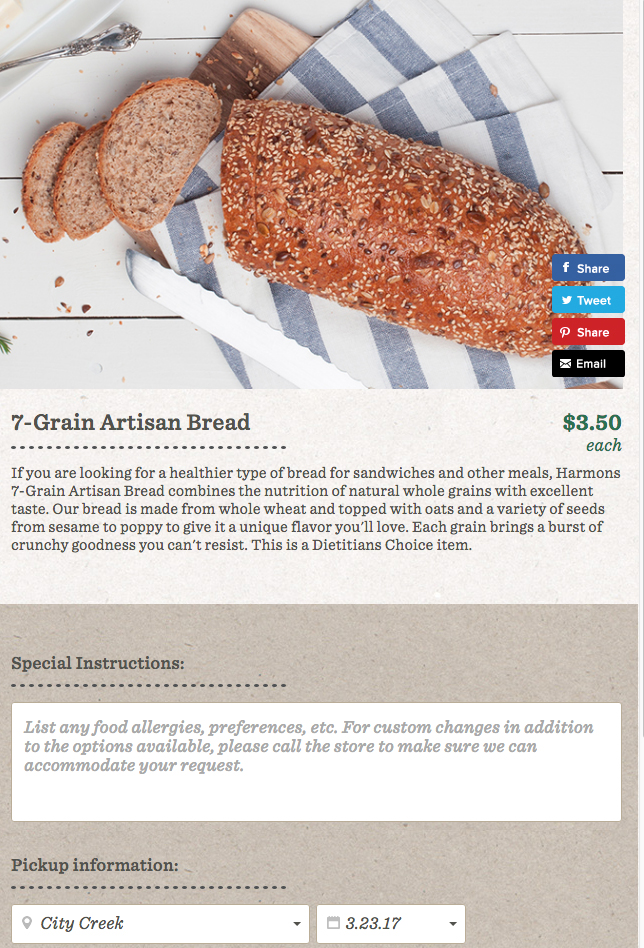 Share
Tweet
Share
Email
7-Grain Artisan Bread
$3.50
each
If you are looking for a healthier type of bread for sandwiches and other meals, Harmons
7-Grain Artisan Bread combines the nutrition of natural whole grains with excellent
taste. Our bread is made from whole wheat and topped with oats and a variety of seeds
from sesame to poppy to give it a unique flavor you'll love. Each grain brings a burst of
crunchy goodness you can't resist. This is a Dietitians Choice item.
Special Instructions:
List any food allergies, preferences, etc. For custom changes in addition
to the options available, please call the store to make sure we can
accommodate your request.
Pickup information:
City Creek
3.23.17